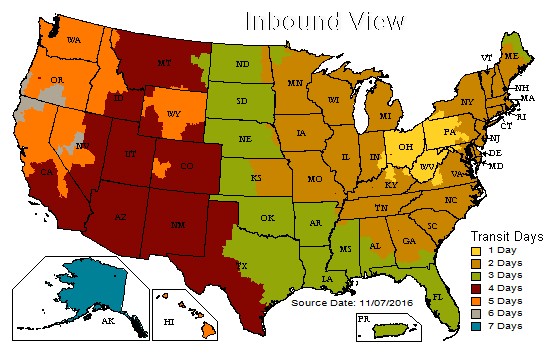 Inbound View
WA
MT
ND
MN
ME
VT
OR
ID
WY
SD
WI
MI
NY
NH
MA
RI
CT
NV
UT
CO
NE
IA
IL
IN
OH
PA
NJ
DE
MD
WV
VA
CA
AZ
NM
KS
MO
KY
NC
TN
OK
AR
SC
MS
AL
GA
TX
LA
FL
AK
HI
PR
Source Date: 11/07/2016
Transit Days
1 Day
2 Days
3 Days
4 Days
5 Days
6 Days
7 Days